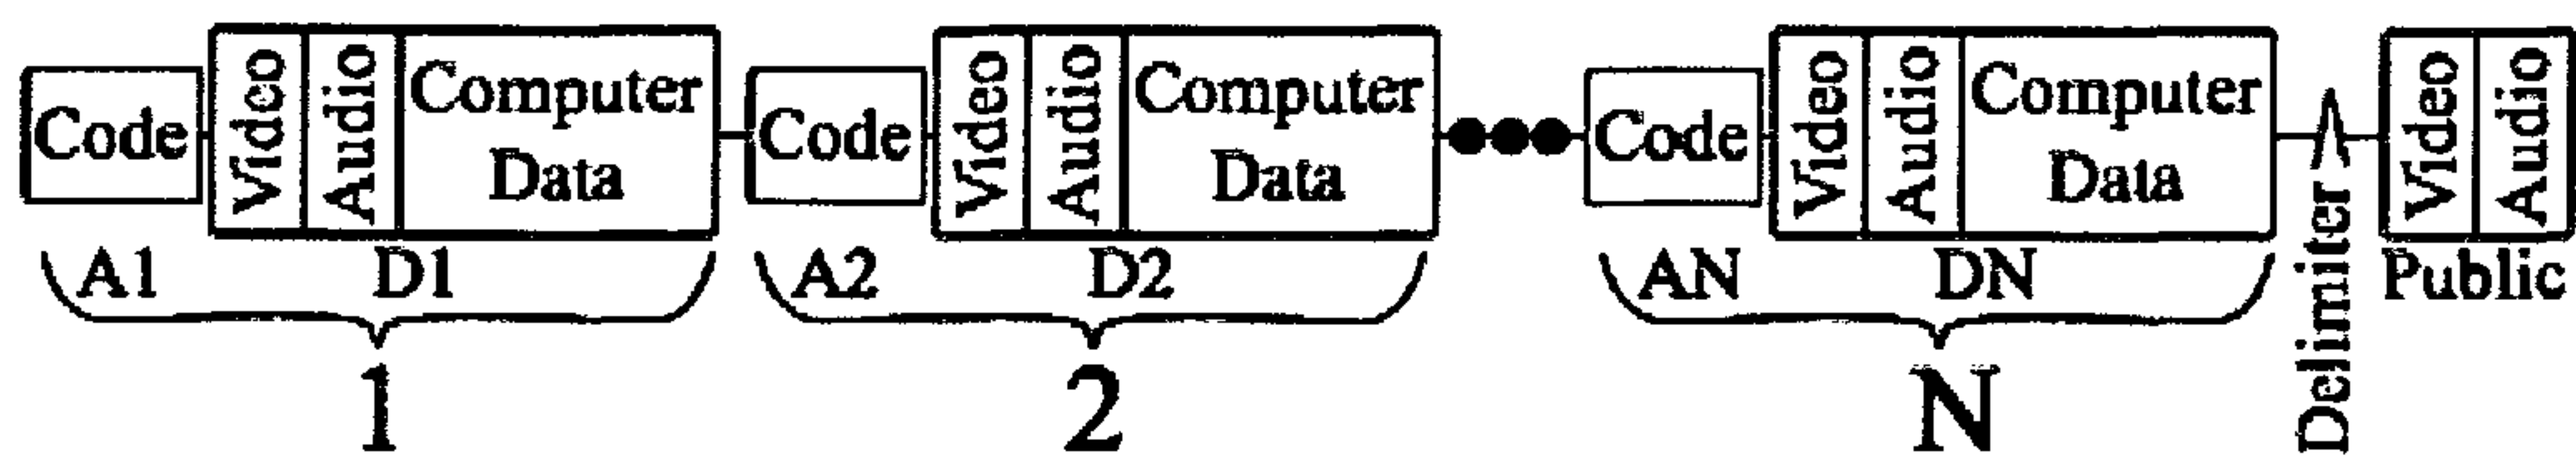 Code Video Audio Computer Data Code Video Audio Computer Data Code Video Audio Computer Data Delimiter Video Audio
A1 D1 A2 D2 AN DN Public
1 2 N